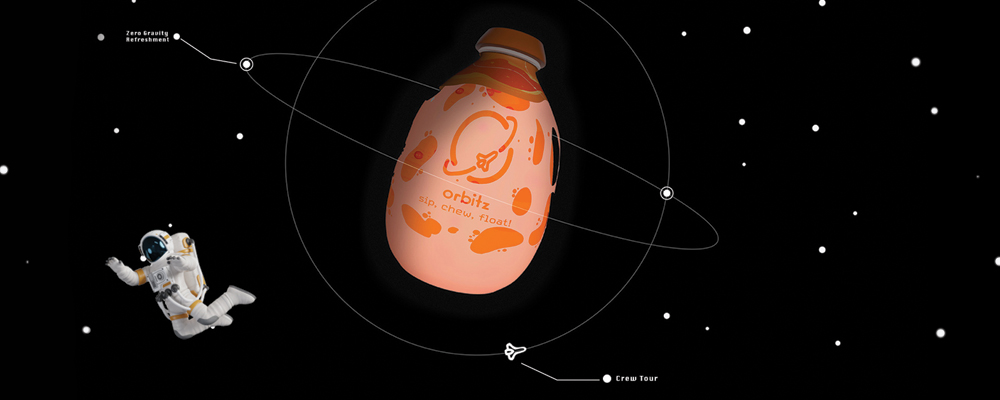 Zero Gravity
Refreshment
orbitz
sip, chew, float!
Crew Tour